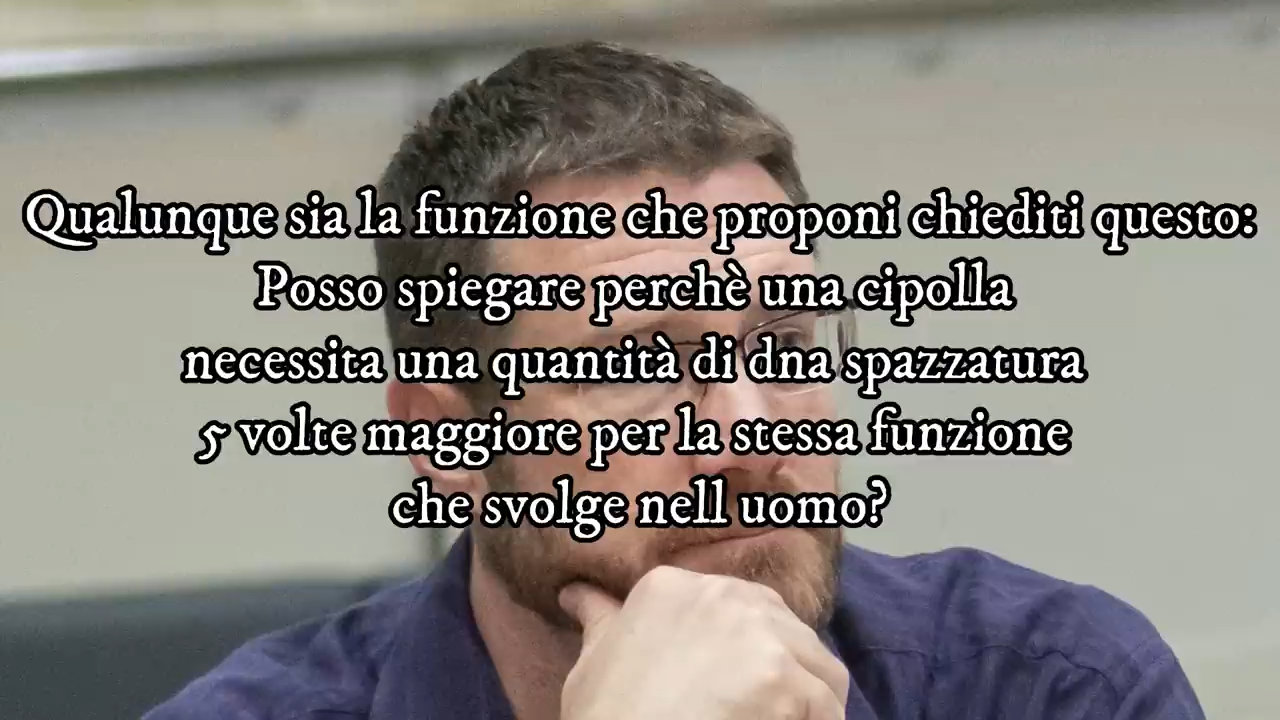 Qualunque sia la funzione che proponi chiediti questo:
Posso spiegare perchè una cipolla
necessita una quantità di dna spazzatura
5 volte maggiore per la stessa funzione
che svolge nell uomo?